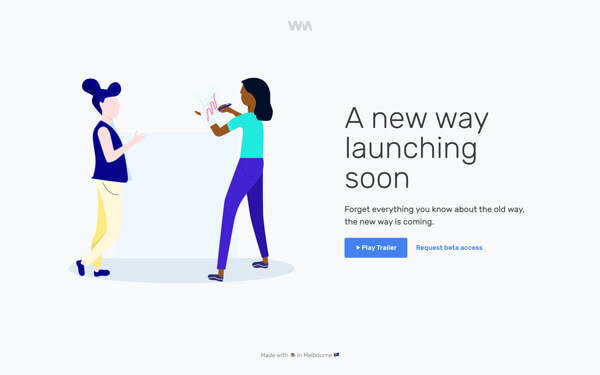 A new way
launching
soon
Forget everything you know about the old way,
the new way is coming.
Play Trailer
Request beta access
Made with in Melbourne